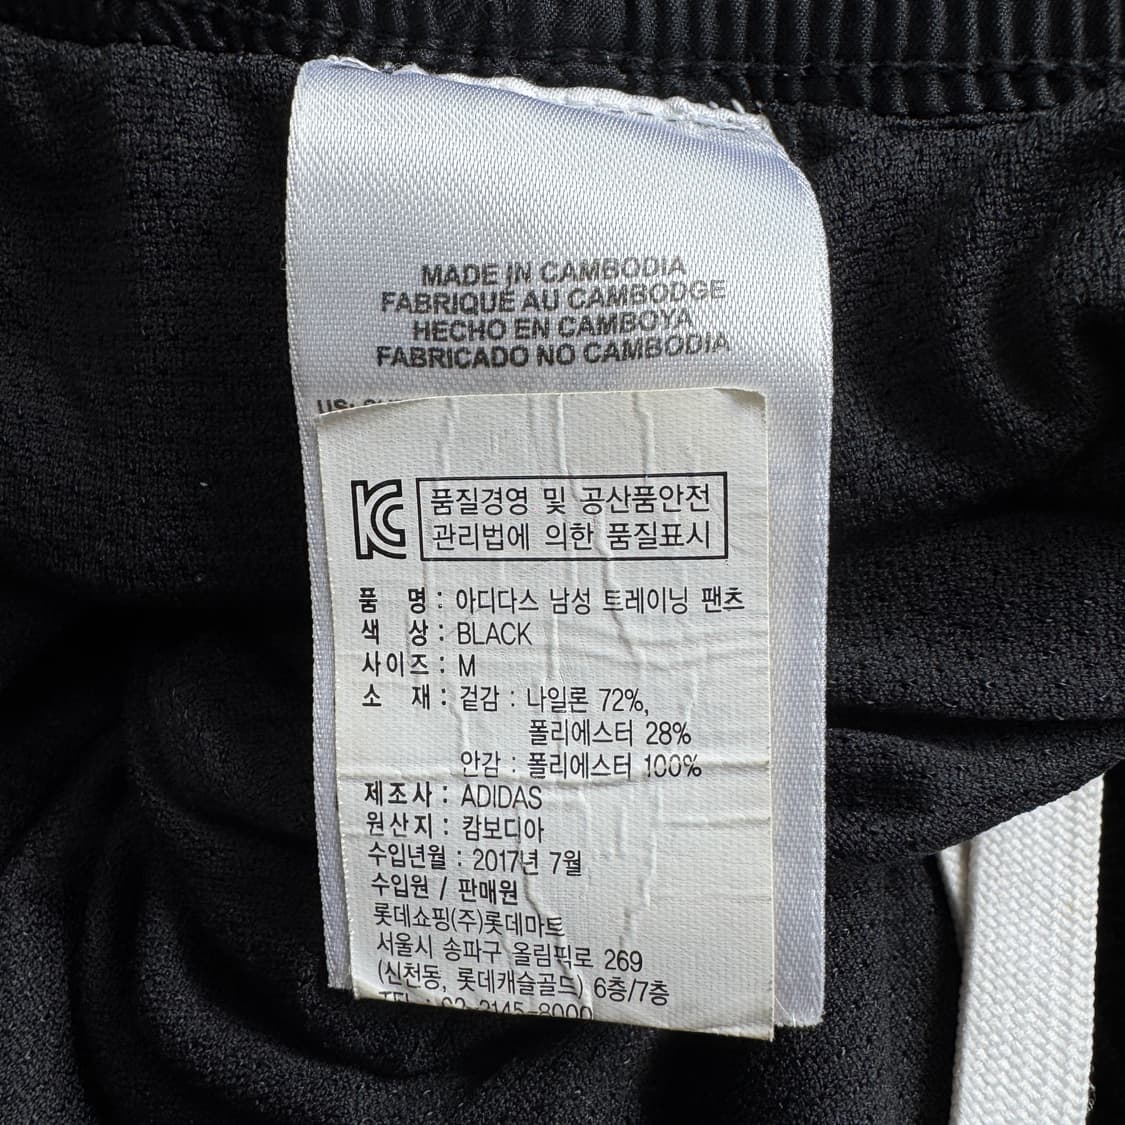 MADE IN CAMBODIA
FABRIQUÉ AU CAMBODGE
HECHO EN CAMBOYA
FABRICADO NO CAMBODIA
US:
KC
품질경영 및 공산품안전
관리법에 의한 품질표시
품 명 : 아디다스 남성 트레이닝 팬츠
색 상 : BLACK
사이즈 : M
소 재 : 겉감 : 나일론 72%,
폴리에스터 28%
안감 : 폴리에스터 100%
제조사 : ADIDAS
원산지 : 캄보디아
수입년월 : 2017년 7월
수입원 / 판매원
롯데쇼핑(주)롯데마트
서울시 송파구 올림픽로 269
(신천동, 롯데캐슬골드) 6층/7층
TEL : 02-2145-8000